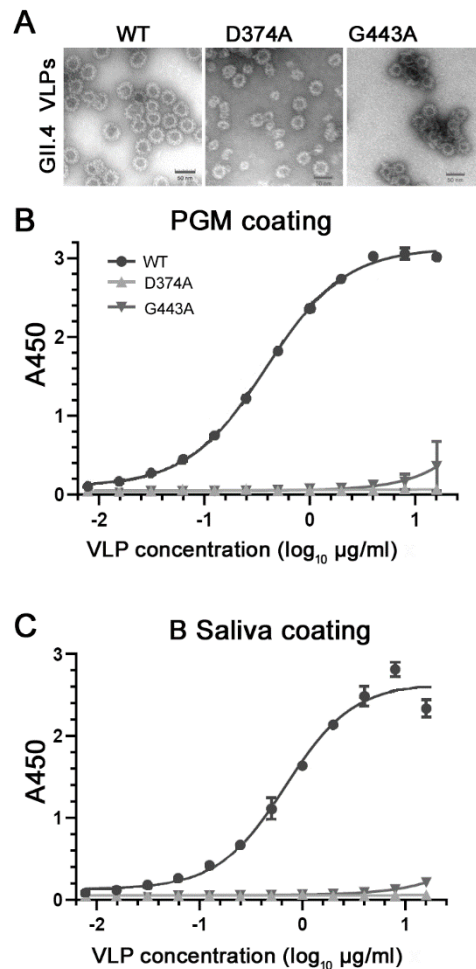 A
WT D374A G443A
GII.4 VLPs
50 nm 50 nm 50 nm
B
PGM coating
WT
D374A
G443A
A450
3
2
1
0
-2 -1 0 1
VLP concentration (log10 µg/ml)
C
B Saliva coating
A450
3
2
1
0
-2 -1 0 1
VLP concentration (log10 µg/ml)